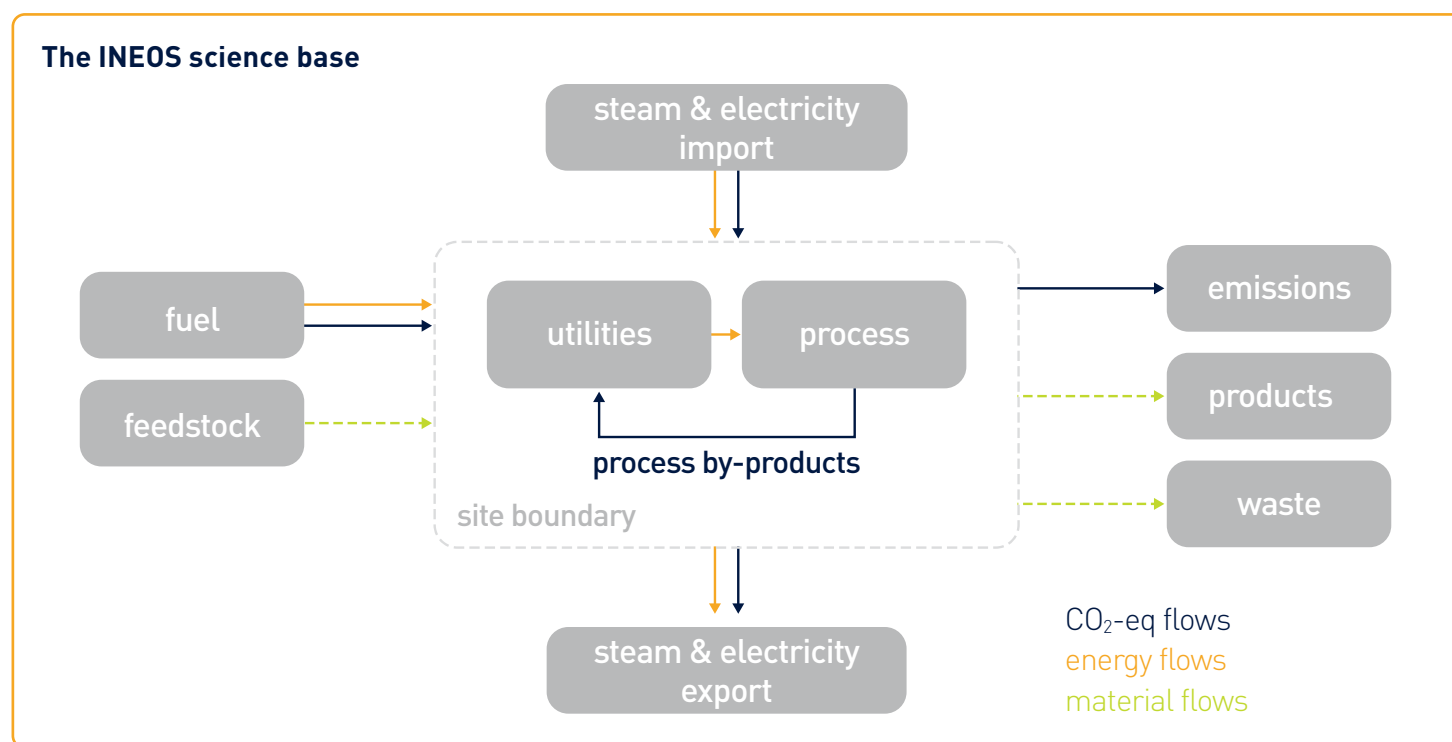 The INEOS science base
steam & electricity
import
fuel
feedstock
utilities
process
process by-products
site boundary
emissions
products
waste
steam & electricity
export
CO₂-eq flows
energy flows
material flows